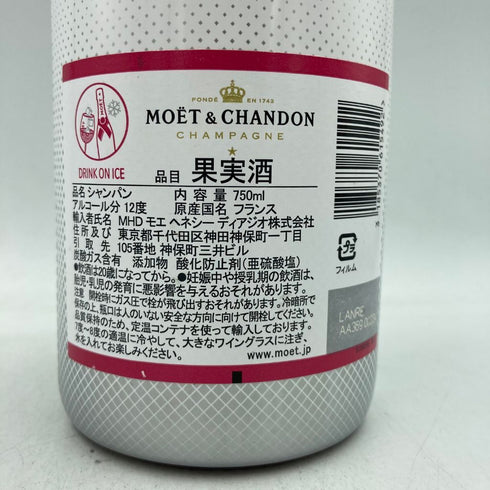 FONDÉ EN 1743
MOËT & CHANDON
CHAMPAGNE
DRINK ON ICE
品目 果実酒
品名 シャンパン 内容量 750ml
アルコール分 12度 原産国名 フランス
輸入者氏名 MHD モエ ヘネシー ディアジオ株式会社
住所及び 東京都千代田区神田神保町一丁目
引取先 105番地 神保町三井ビル
炭酸ガス含有 添加物 酸化防止剤(亜硫酸塩)
●飲酒は20歳になってから。●妊娠中や授乳期の飲酒は、
胎児・乳児の発育に悪影響を与えるおそれがあります。
注意 開栓時にガス圧で栓が飛び出すおそれがあります。冷暗所で
保存の上、瓶口は人のいない安全な方向に向けて開栓してください。
品質保持のため、定温コンテナを使って輸入しております。
7度〜8度の適温に冷やして、大きなワイングラスに注ぎ、
氷を入れてお楽しみください。
www.moet.jp
プラ
フィルム
LANRE